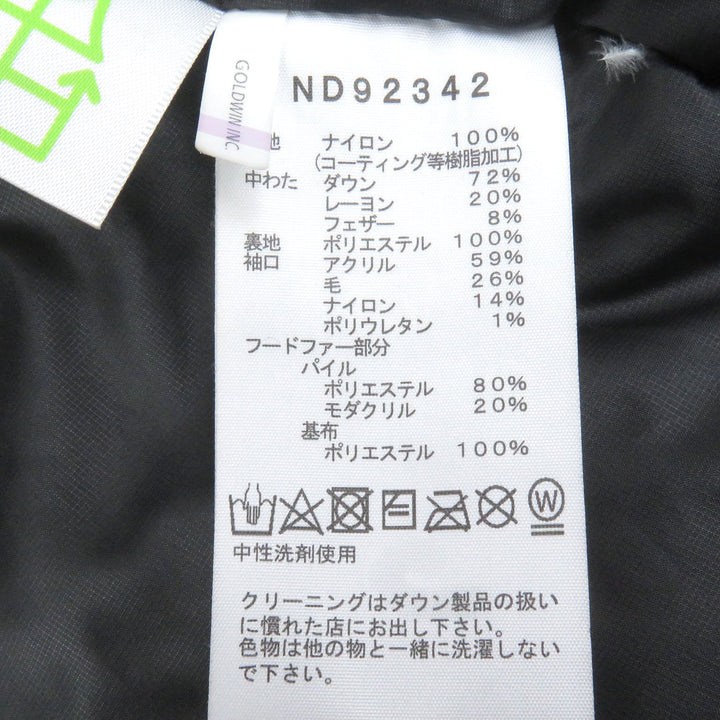 GOLDWIN INC
ND92342
地 ナイロン 100%
(コーティング等樹脂加工)
中わた ダウン 72%
レーヨン 20%
フェザー 8%
裏地 ポリエステル 100%
袖口 アクリル 59%
毛 26%
ナイロン 14%
ポリウレタン 1%
フードファー部分
パイル
ポリエステル 80%
モダクリル 20%
基布
ポリエステル 100%
W
中性洗剤使用
クリーニングはダウン製品の扱い
に慣れた店にお出し下さい。
色物は他の物と一緒に洗濯しない
で下さい。